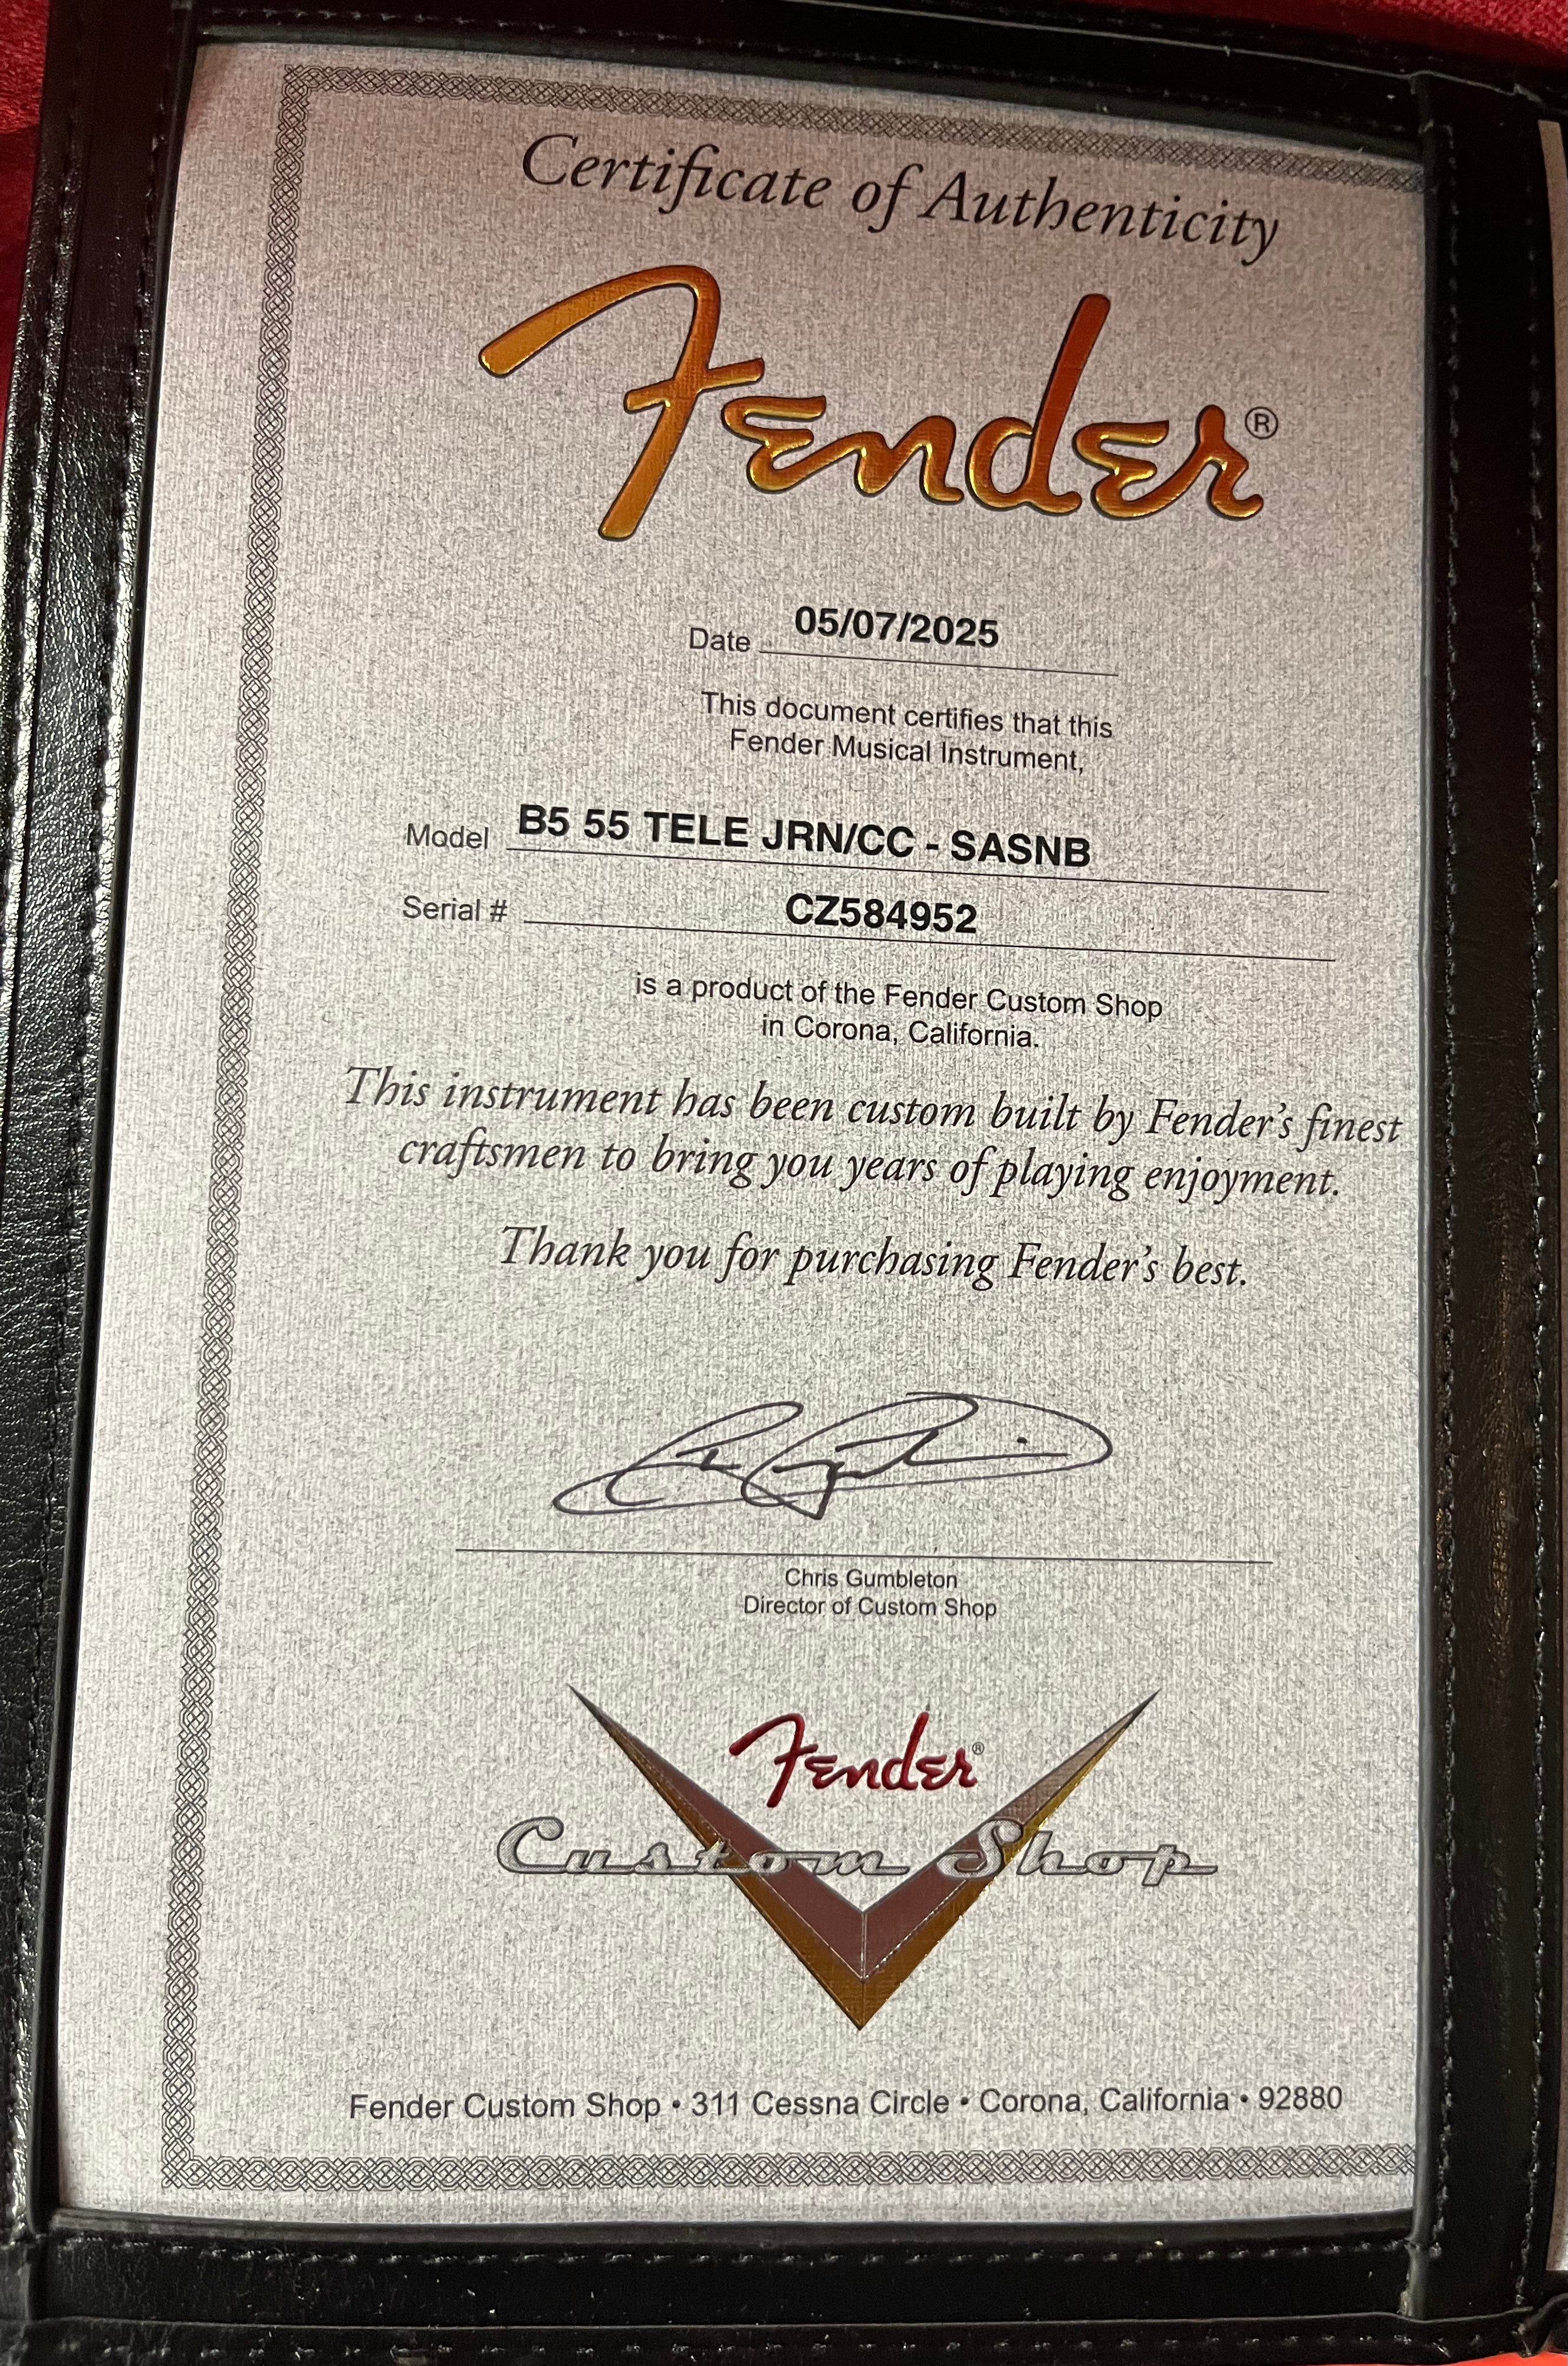 Certificate of Authenticity
Fender®
Date 05/07/2025
This document certifies that this
Fender Musical Instrument,
Model B5 55 TELE JRN/CC - SASNB
Serial # CZ584952
is a product of the Fender Custom Shop
in Corona, California.
This instrument has been custom built by Fender's finest
craftsmen to bring you years of playing enjoyment.
Thank you for purchasing Fender's best.
Chris Gumbleton
Director of Custom Shop
Fender®
Custom Shop
Fender Custom Shop • 311 Cessna Circle • Corona, California • 92880